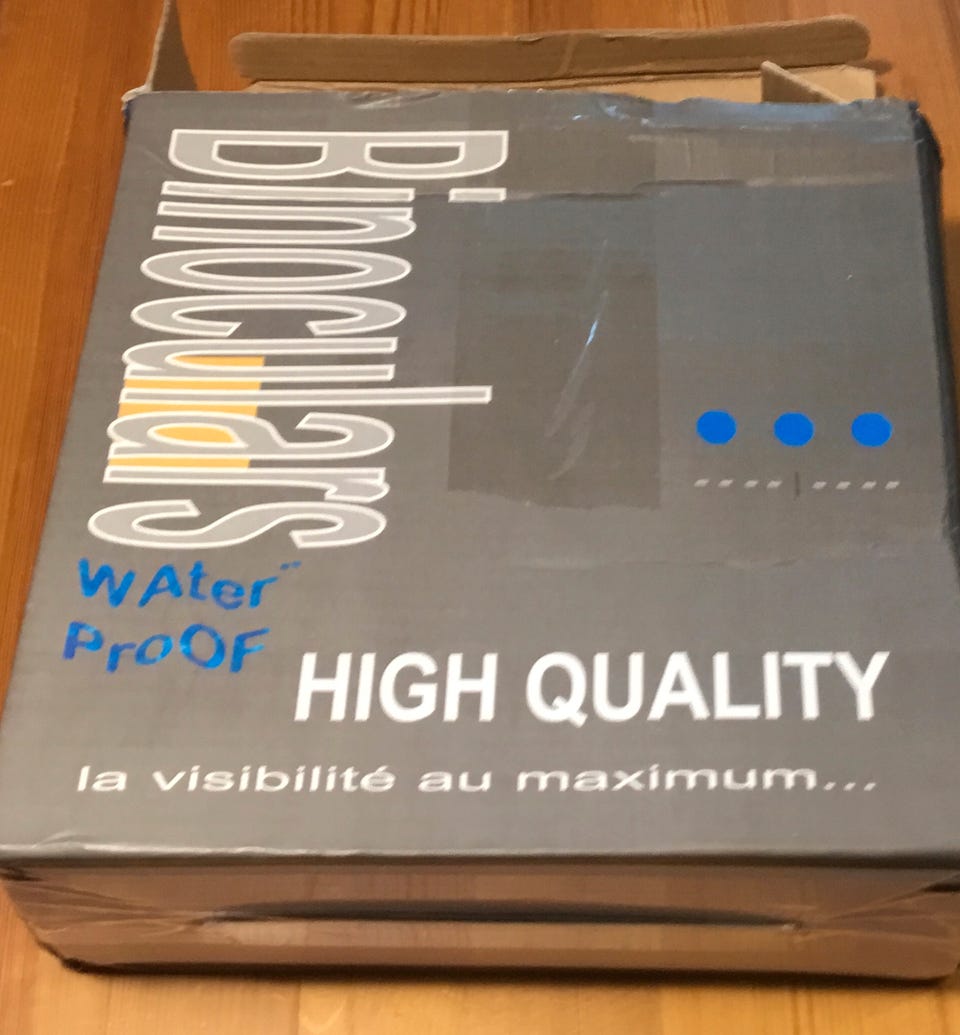 Binoculars
WAter
ProOF
HIGH QUALITY
la visibilité au maximum...